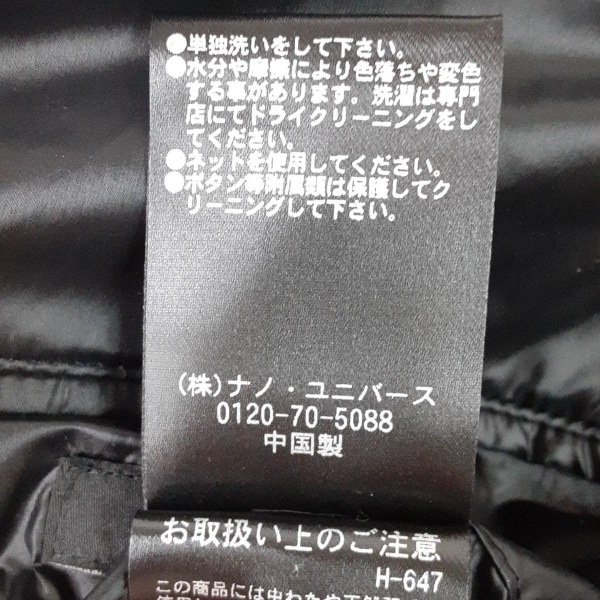 ●単独洗いをして下さい。
●水分や摩擦により色落ちや変色
する事があります。洗濯は専門
店にてドライクリーニングをし
てください。
●ネットを使用してください。
●ボタン等附属類は保護してク
リーニングして下さい。
(株)ナノ・ユニバース
0120-70-5088
中国製
お取扱い上のご注意
H-647
この商品には中わたや